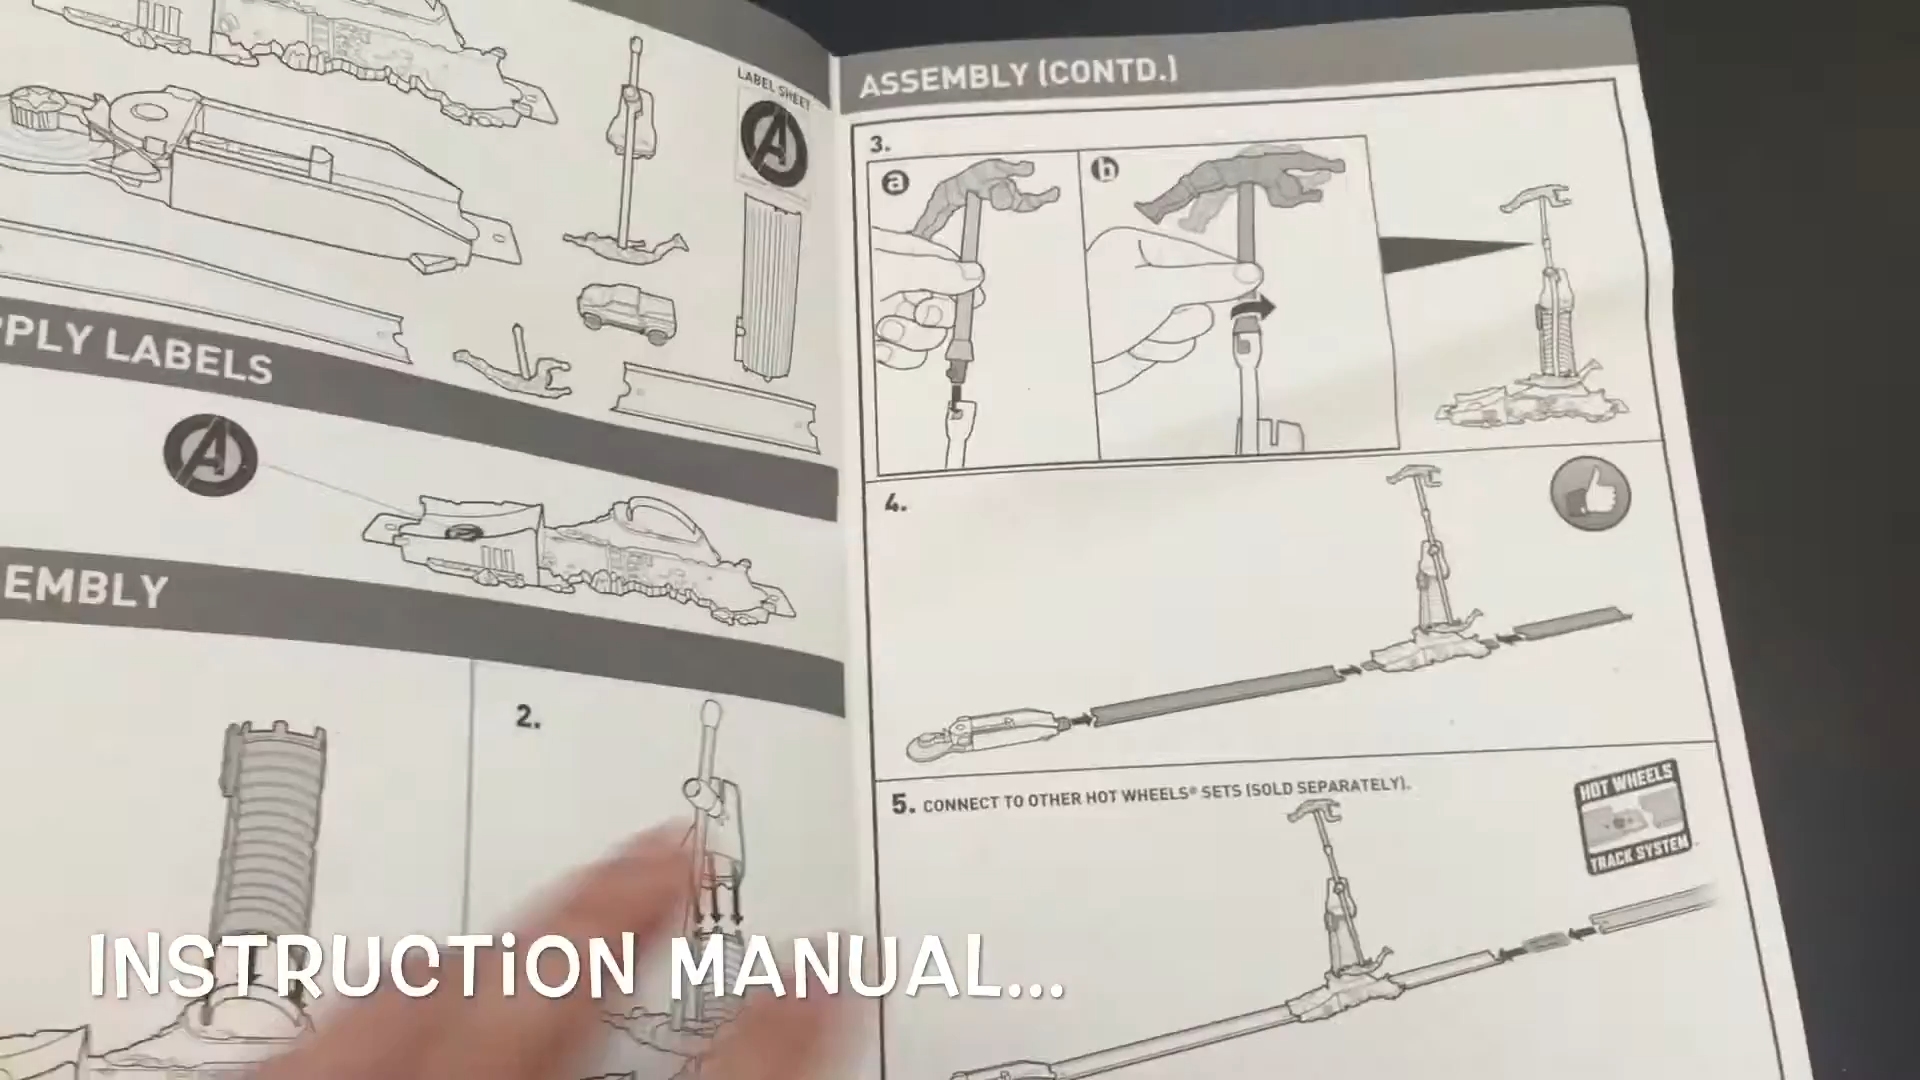 LABEL SHEET
PLY LABELS
EMBLY
2.
ASSEMBLY (CONTD.)
3.
a
b
4.
5. CONNECT TO OTHER HOT WHEELS® SETS (SOLD SEPARATELY).
HOT WHEELS
TRACK SYSTEM
INSTRUCTION MANUAL...